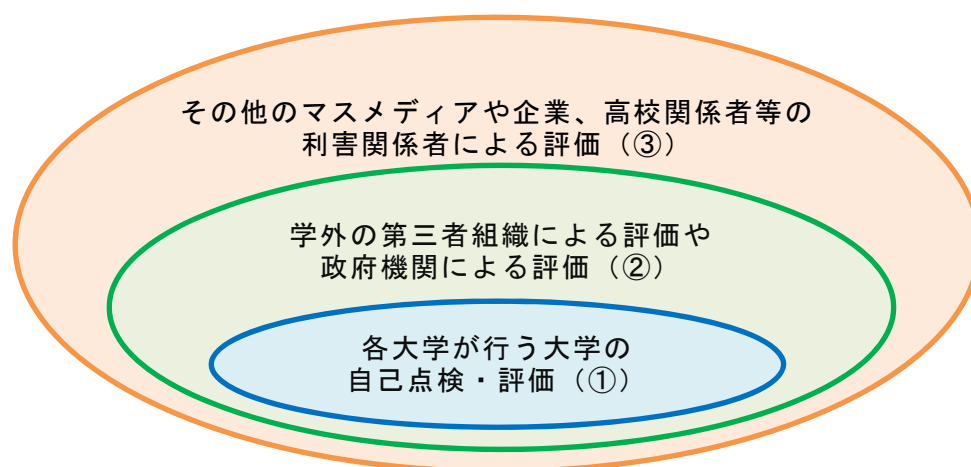 その他のマスメディアや企業、高校関係者等の
利害関係者による評価（③）
学外の第三者組織による評価や
政府機関による評価（②）
各大学が行う大学の
自己点検・評価（①）